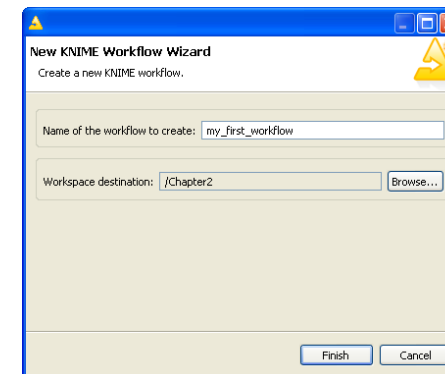 New KNIME Workflow Wizard
Create a new KNIME workflow.
Name of the workflow to create: my_first_workflow
Workspace destination: /Chapter2 Browse...
Finish Cancel